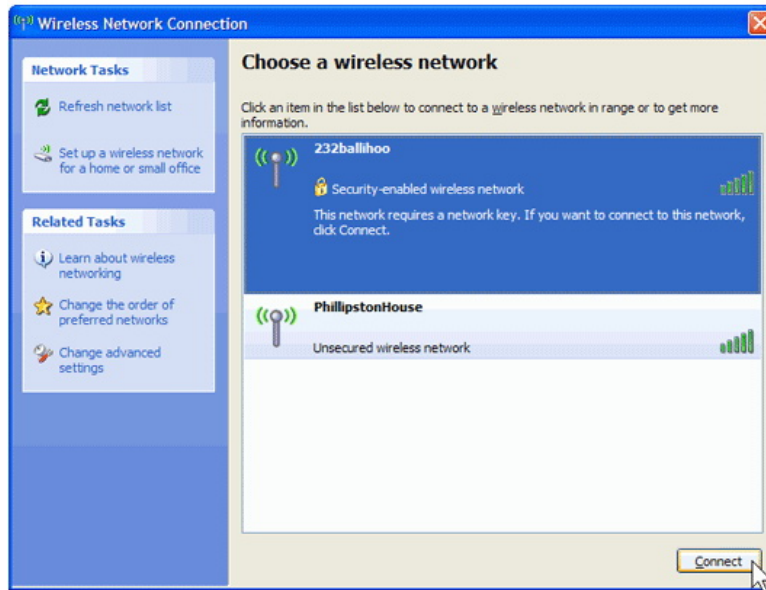 Wireless Network Connection
Network Tasks
Refresh network list
Set up a wireless network
for a home or small office
Related Tasks
Learn about wireless
networking
Change the order of
preferred networks
Change advanced
settings
Choose a wireless network
Click an item in the list below to connect to a wireless network in range or to get more
information.
232ballihoo
Security-enabled wireless network
This network requires a network key. If you want to connect to this network,
click Connect.
PhillipstonHouse
Unsecured wireless network
Connect